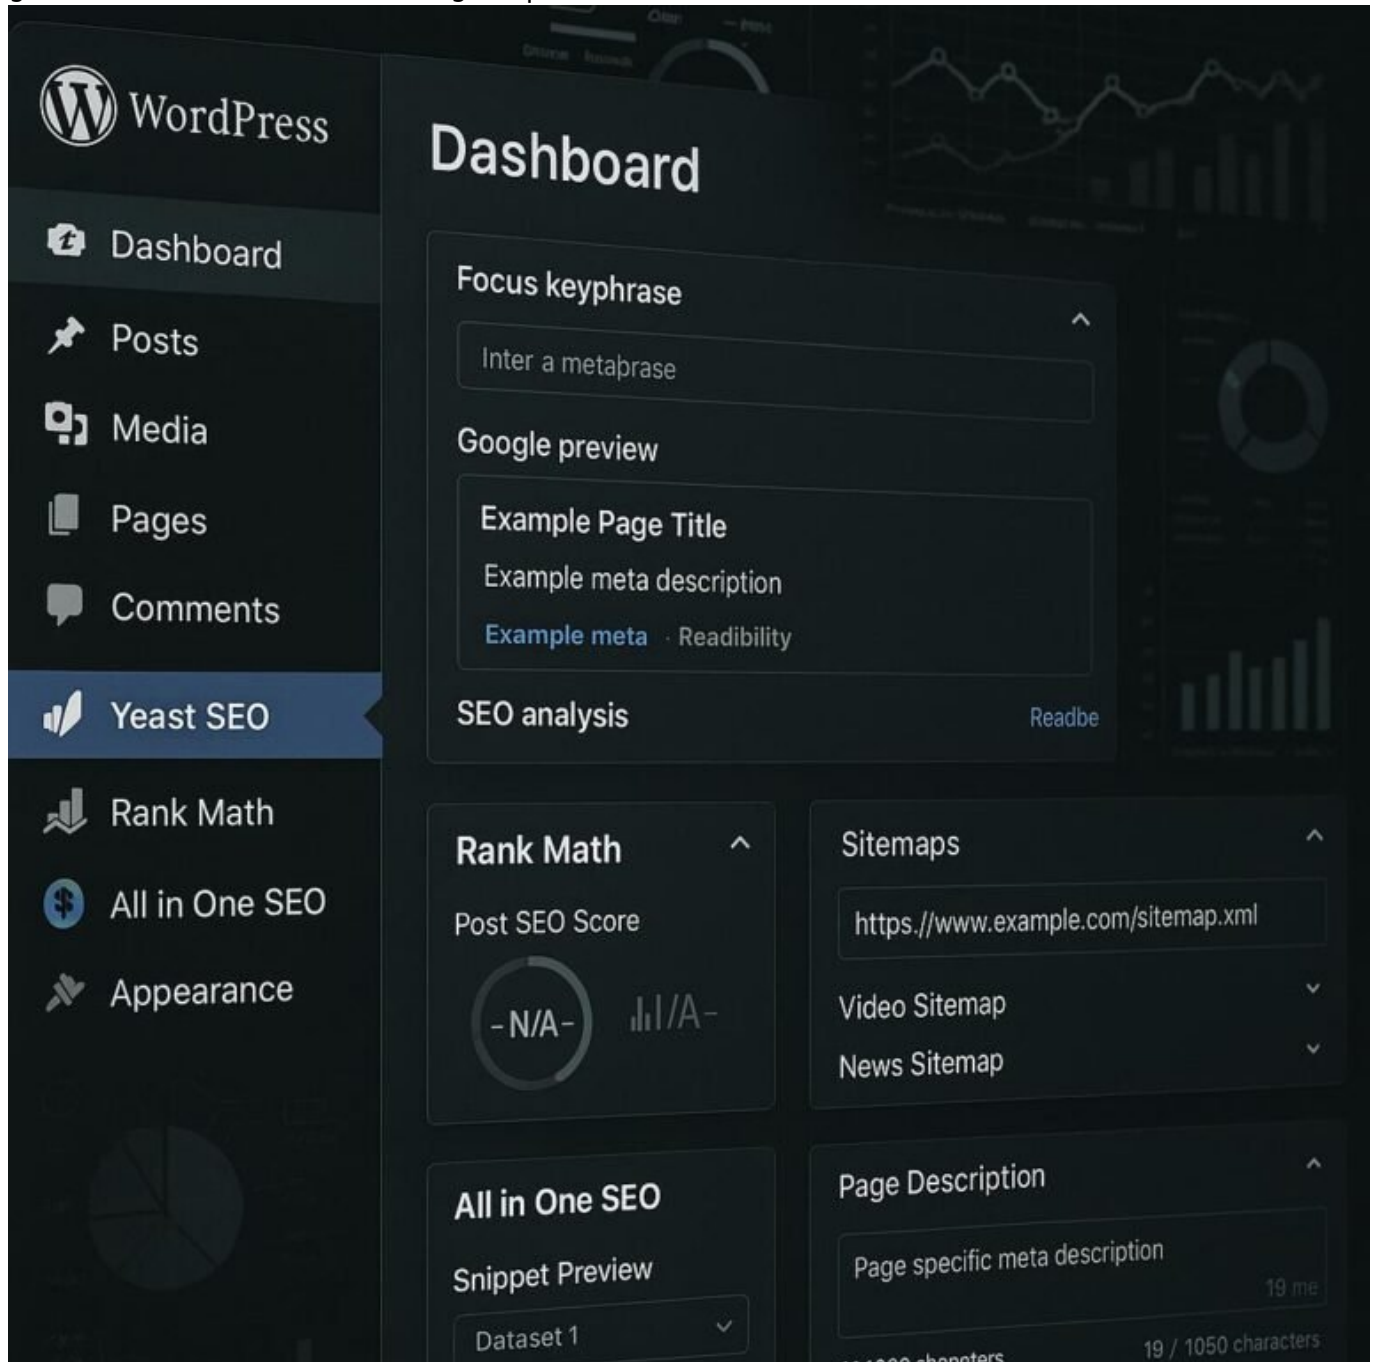 WordPress
Dashboard
Posts
Media
Pages
Comments
Yeast SEO
Rank Math
All in One SEO
Appearance
Dashboard
Focus keyphrase
Inter a metaþrase
Google preview
Example Page Title
Example meta description
Example meta · Readibility
SEO analysis Readbe
Rank Math
Post SEO Score
-N/A- /A-
Sitemaps
https.//www.example.com/sitemap.xml
Video Sitemap
News Sitemap
All in One SEO
Snippet Preview
Dataset 1
Page Description
Page specific meta description
19 me
19 / 1050 characters